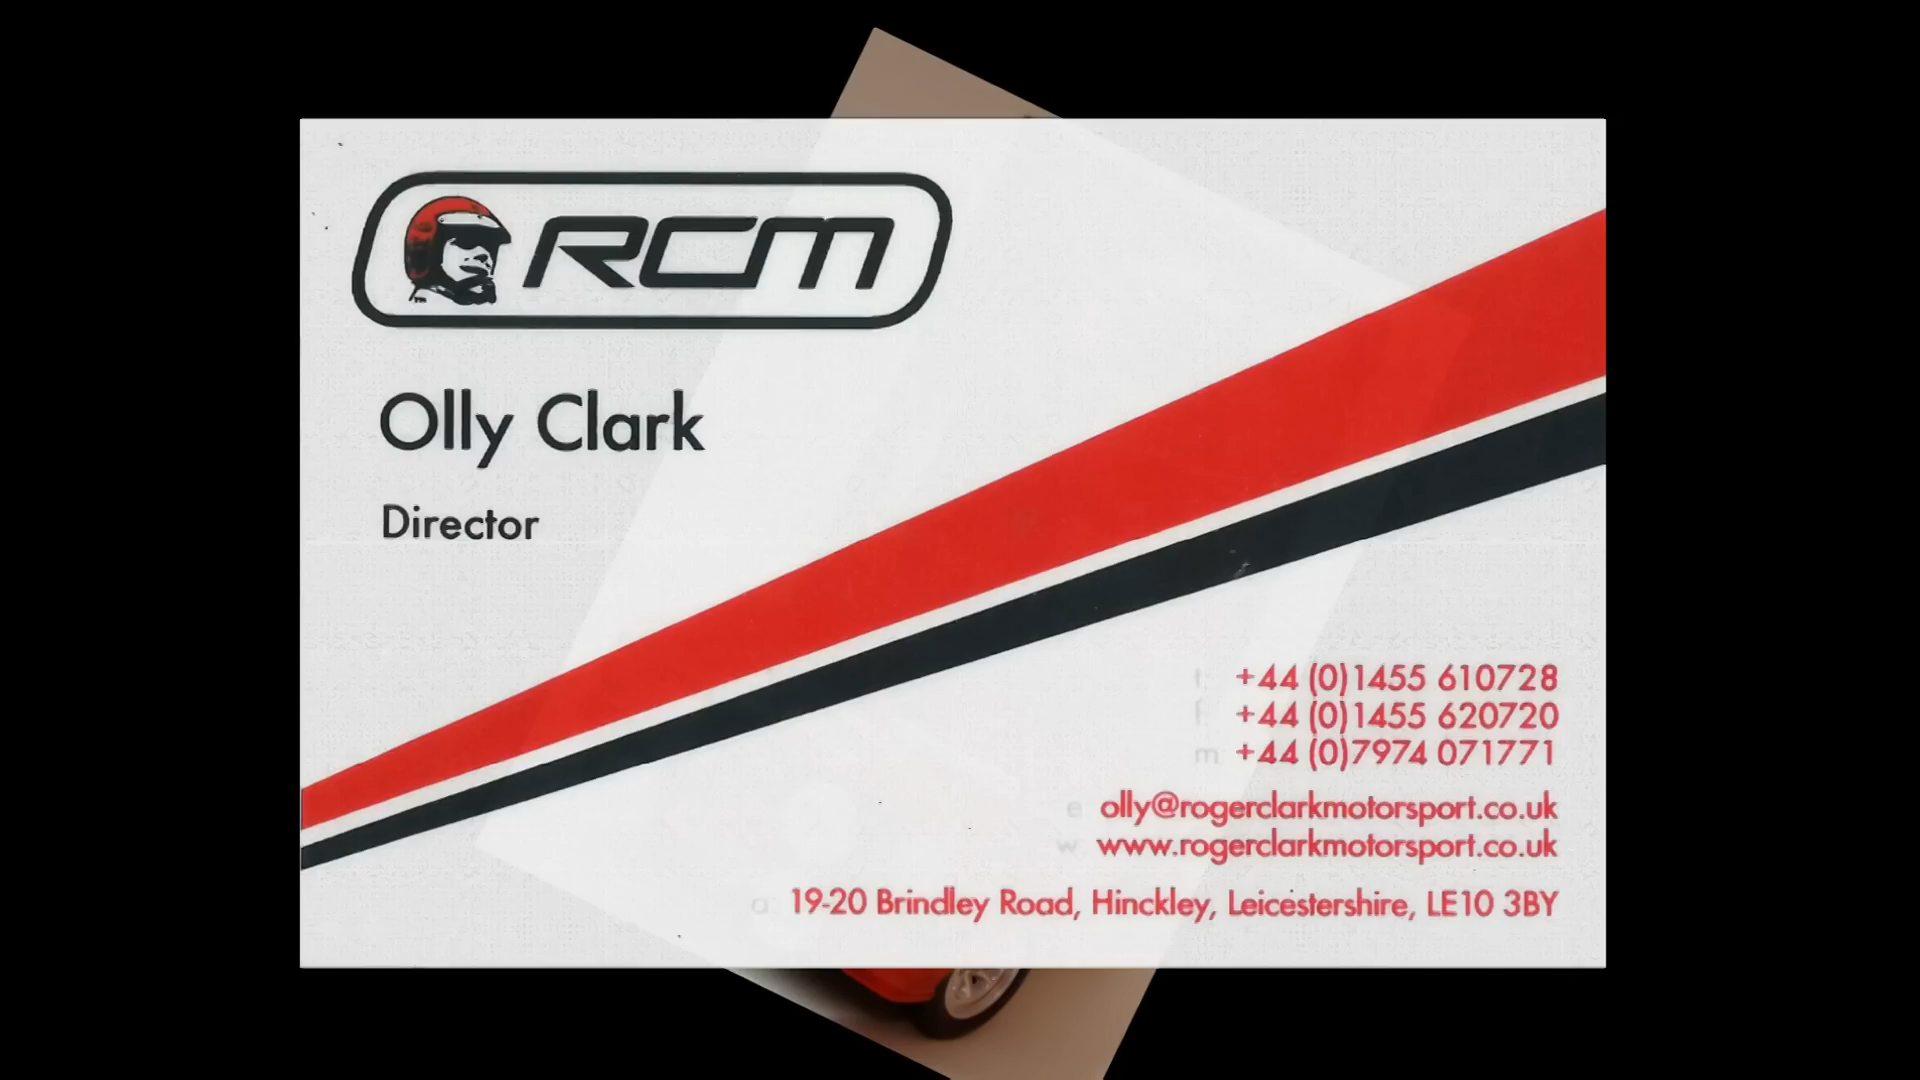 RCM
Olly Clark
Director
t: +44 (0)1455 610728
f +44 (0)1455 620720
m +44 (0)7974 071771
e olly@rogerclarkmotorsport.co.uk
w www.rogerclarkmotorsport.co.uk
a 19-20 Brindley Road, Hinckley, Leicestershire, LE10 3BY